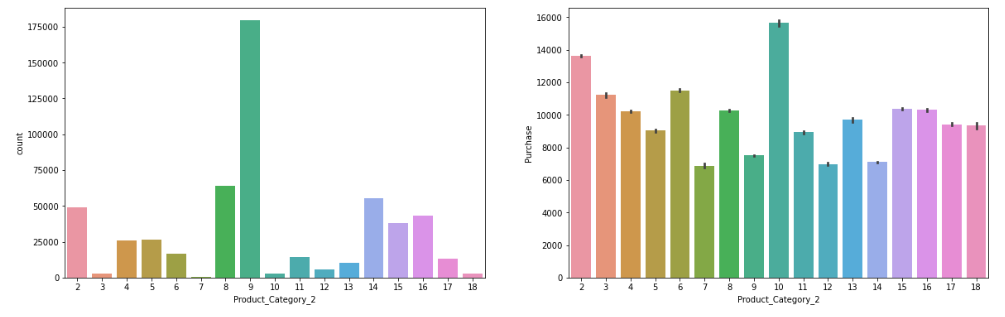 175000
150000
125000
100000
75000
50000
25000
0
count
2 3 4 5 6 7 8 9 10 11 12 13 14 15 16 17 18
Product_Category_2
16000
14000
12000
10000
8000
6000
4000
2000
0
Purchase
2 3 4 5 6 7 8 9 10 11 12 13 14 15 16 17 18
Product_Category_2